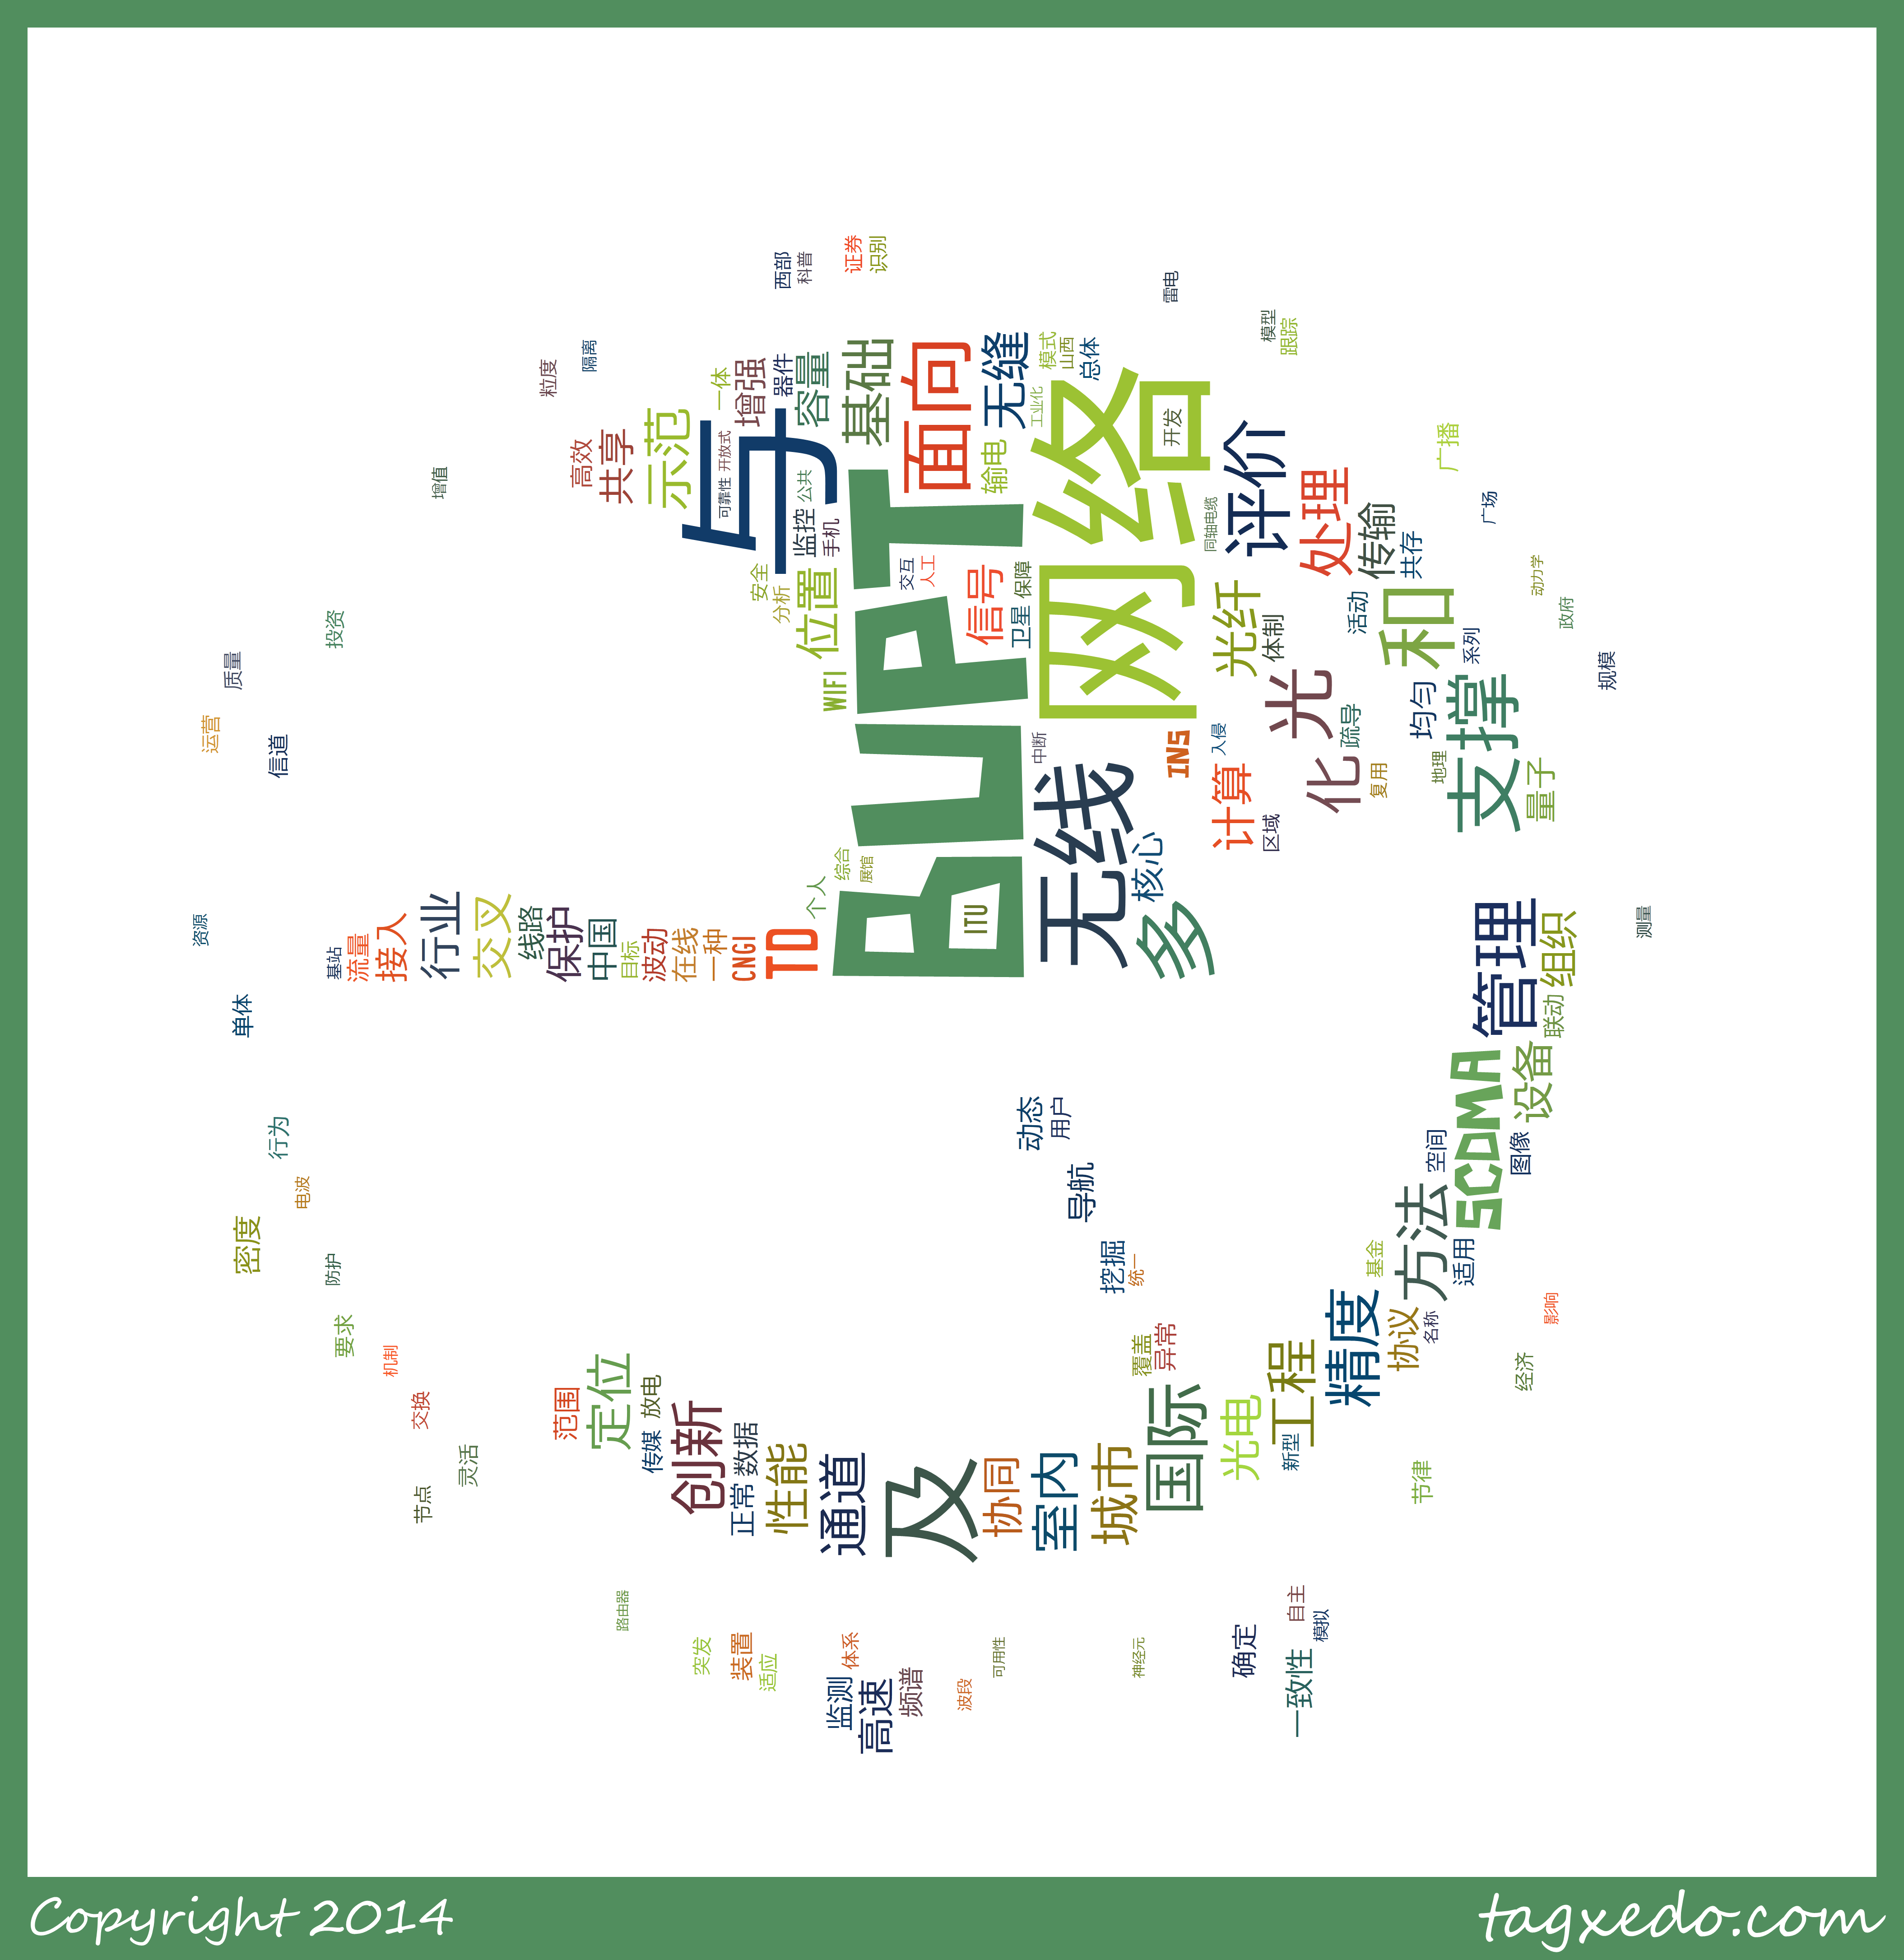 西部
科普
证券
识别
雷电
模型
跟踪
粒度
隔离
一体
增强
器件
容量
基础
面向
无缝
模式
山西
总体
工业化
网络
开发
高效
共享
示范
与
可靠性
开放式
公共
监控
手机
输电
同轴电缆
评价
处理
传输
共存
广播
广场
增值
安全
分析
位置
WIFI
BUPT
交互
人工
信号
保障
卫星
光纤
体制
活动
和
系列
动力学
政府
规模
投资
质量
运营
信道
中断
INS
入侵
光
化
疏导
复用
均匀
地理
支撑
量子
计算
区域
无线
核心
多
个人
综合
展馆
ITU
资源
基站
流量
接入
行业
交叉
线路
保护
中国
目标
波动
在线
一种
CNGI
TD
管理
组织
测量
单体
联动
SCDMA
设备
行为
电波
密度
防护
要求
机制
交换
灵活
节点
动态
用户
导航
挖掘
统一
覆盖
异常
空间
图像
方法
适用
基金
精度
协议
名称
影响
经济
工程
新型
节律
范围
定位
放电
传媒
创新
数据
正常
性能
通道
及
协同
室内
城市
国际
光电
路由器
突发
装置
适应
体系
监测
高速
频谱
波段
可用性
神经元
确定
自主
模拟
一致性
Copyright 2014
tagxedo.com